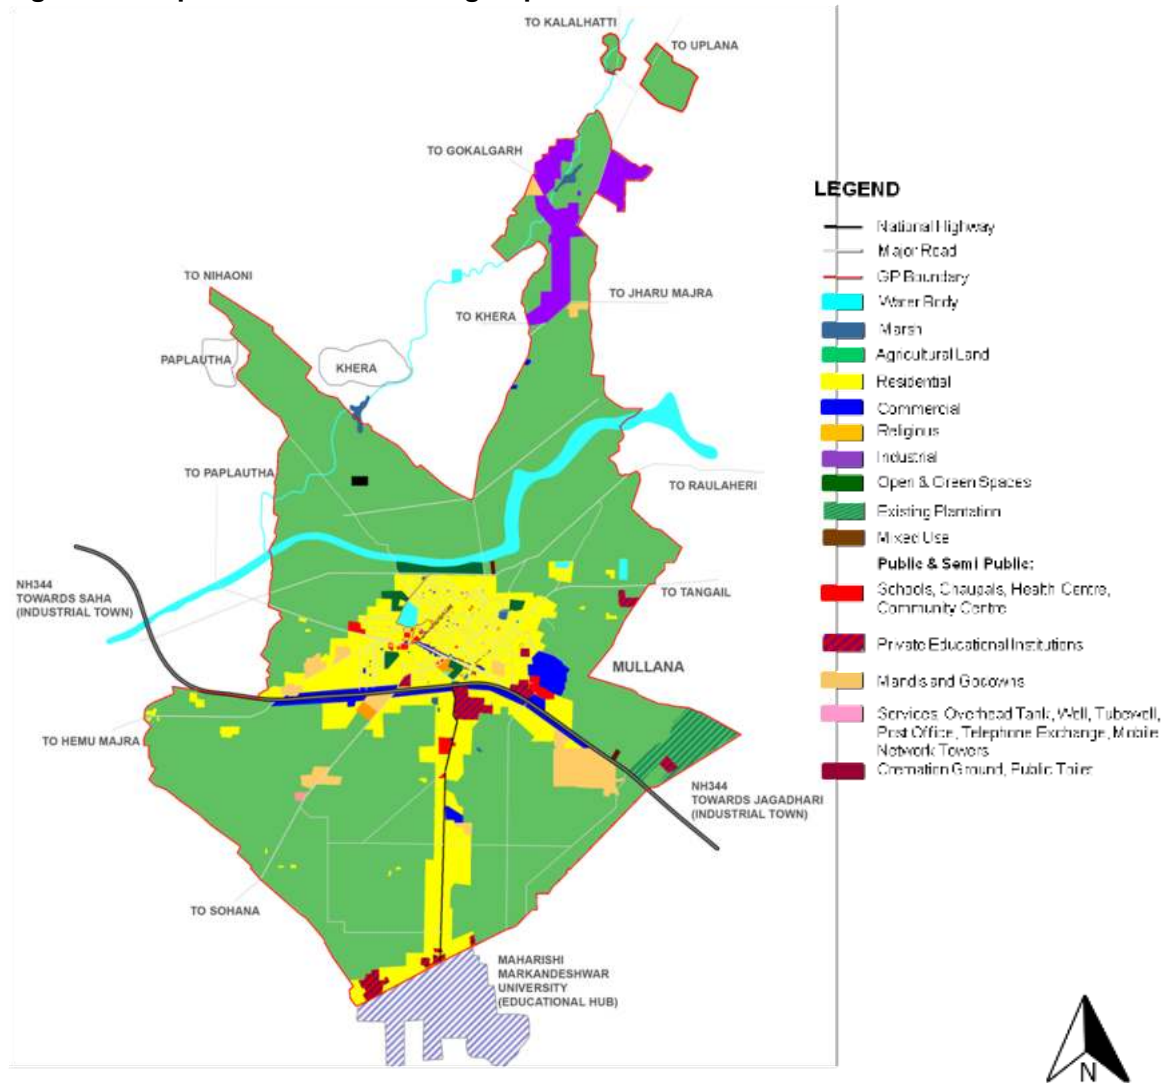 TO KALALHATTI
TO UPLANA
TO GOKALGARH
TO NIHAONI
TO JHARU MAJRA
TO KHERA
PAPLAUTHA
KHERA
TO PAPLAUTHA
TO RAULAHERI
NH344
TOWARDS SAHA
(INDUSTRIAL TOWN)
TO TANGAIL
MULLANA
TO HEMU MAJRA
NH344
TOWARDS JAGADHARI
(INDUSTRIAL TOWN)
TO SOHANA
MAHARISHI
MARKANDESHWAR
UNIVERSITY
(EDUCATIONAL HUB)
LEGEND
National Highway
Major Road
GP Boundary
Water Body
Marsh
Agricultural Land
Residential
Commercial
Religious
Industrial
Open & Green Spaces
Existing Plantation
Mixed Use
Public & Semi Public:
Schools, Chaupals, Health Centre,
Community Centre
Private Educational Institutions
Mandis and Godowns
Services, Overhead Tank, Well, Tubewell,
Post Office, Telephone Exchange, Mobile
Network Towers
Cremation Ground, Public Toilet
N